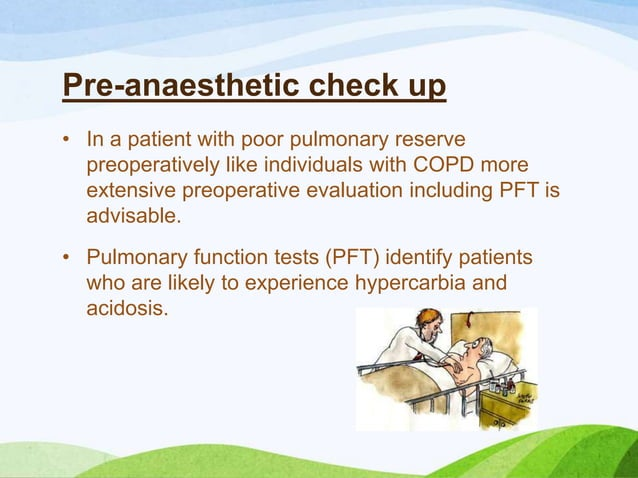 Pre-anaesthetic check up
• In a patient with poor pulmonary reserve
preoperatively like individuals with COPD more
extensive preoperative evaluation including PFT is
advisable.
• Pulmonary function tests (PFT) identify patients
who are likely to experience hypercarbia and
acidosis.